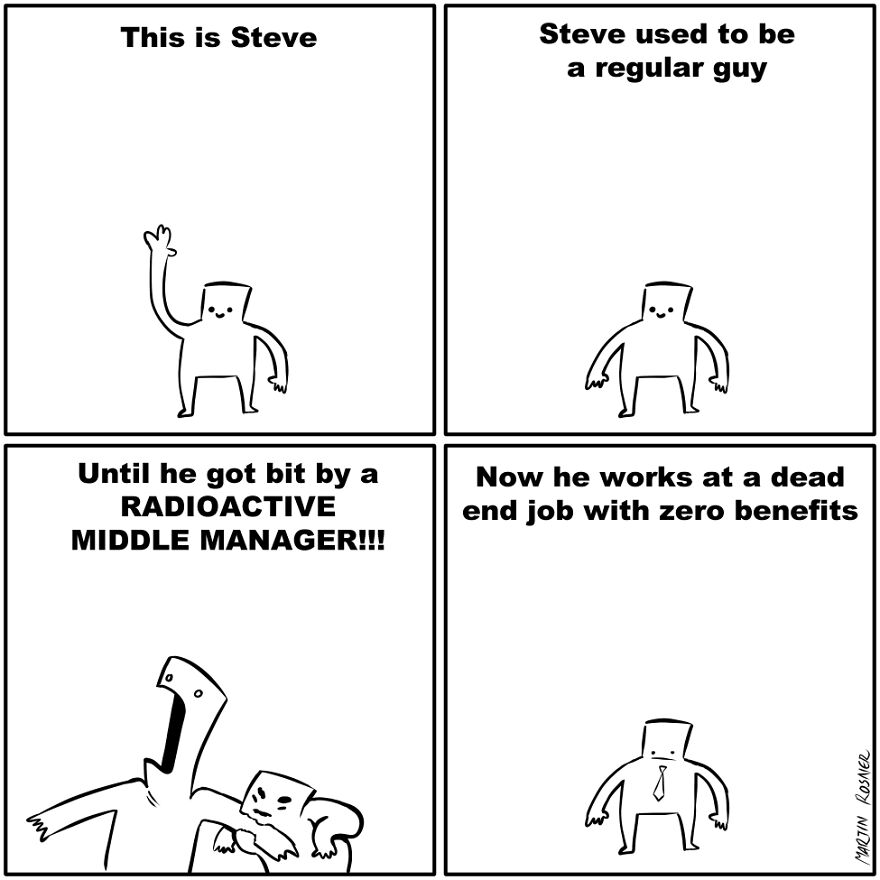 This is Steve
Steve used to be
a regular guy
Until he got bit by a
RADIOACTIVE
MIDDLE MANAGER!!!
Now he works at a dead
end job with zero benefits
MARTIN ROSNER